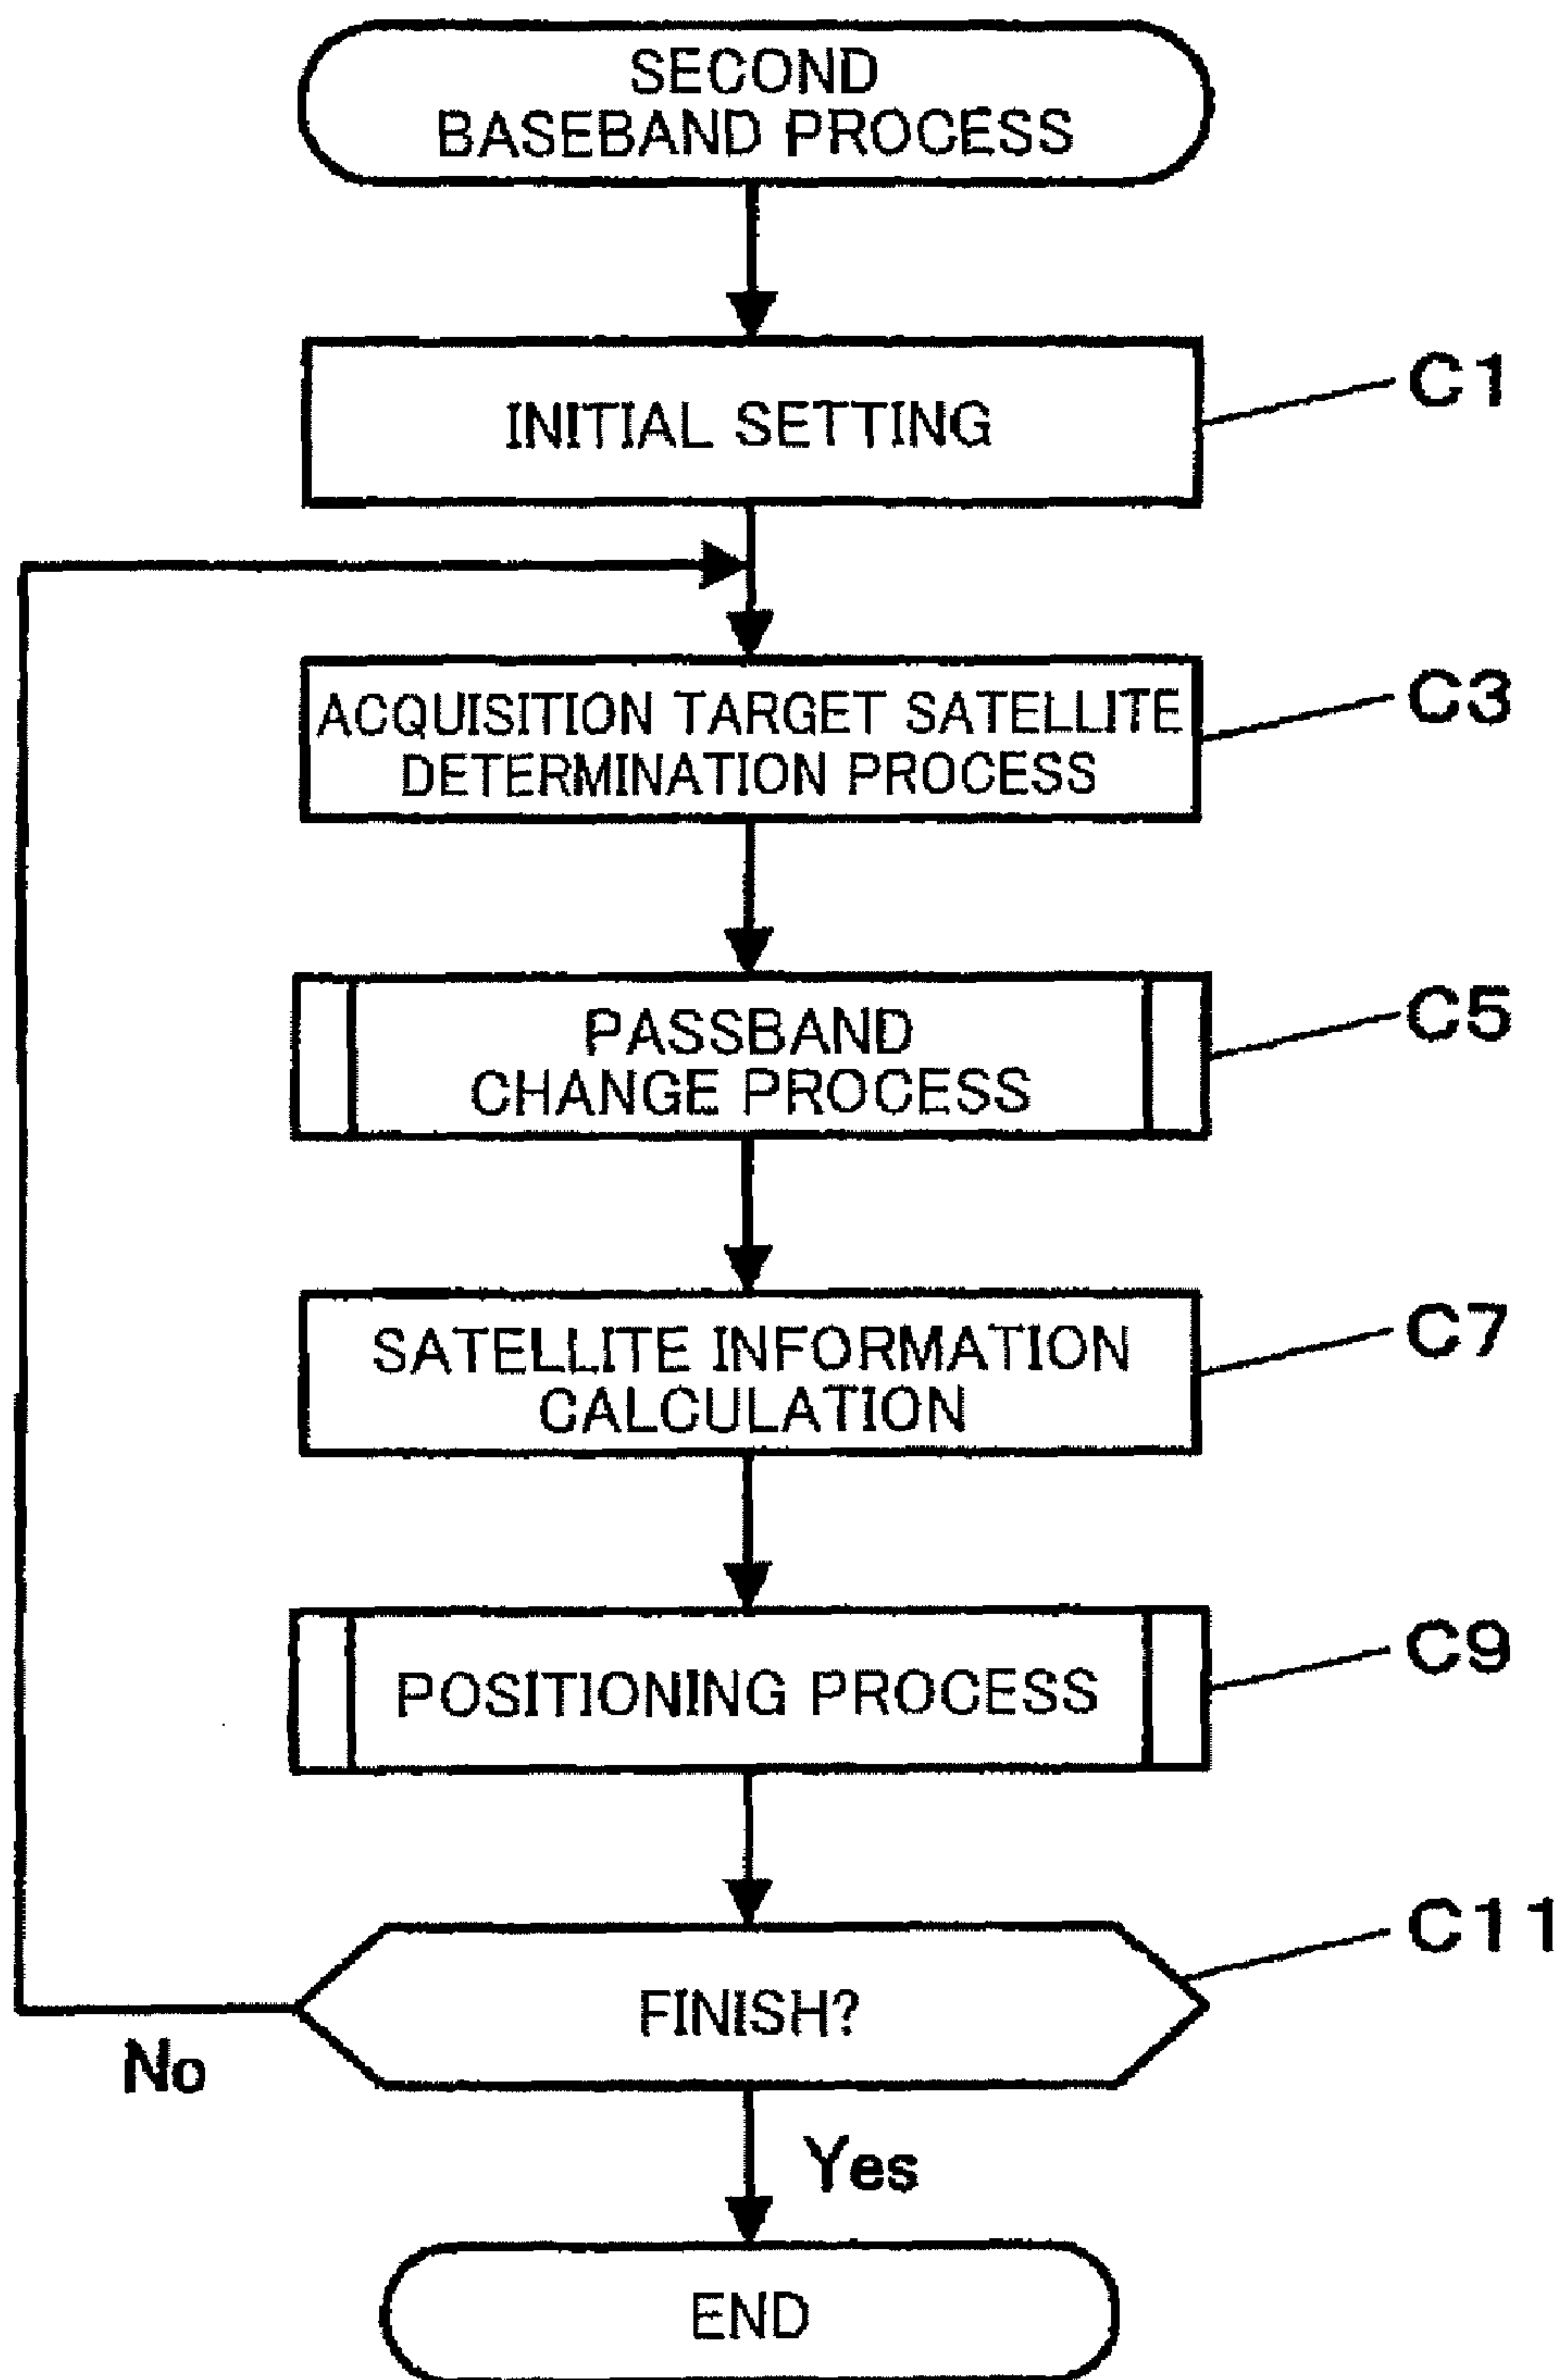 SECOND
BASEBAND PROCESS
INITIAL SETTING
C1
ACQUISITION TARGET SATELLITE
DETERMINATION PROCESS
C3
PASSBAND
CHANGE PROCESS
C5
SATELLITE INFORMATION
CALCULATION
C7
POSITIONING PROCESS
C9
FINISH?
C11
No
Yes
END